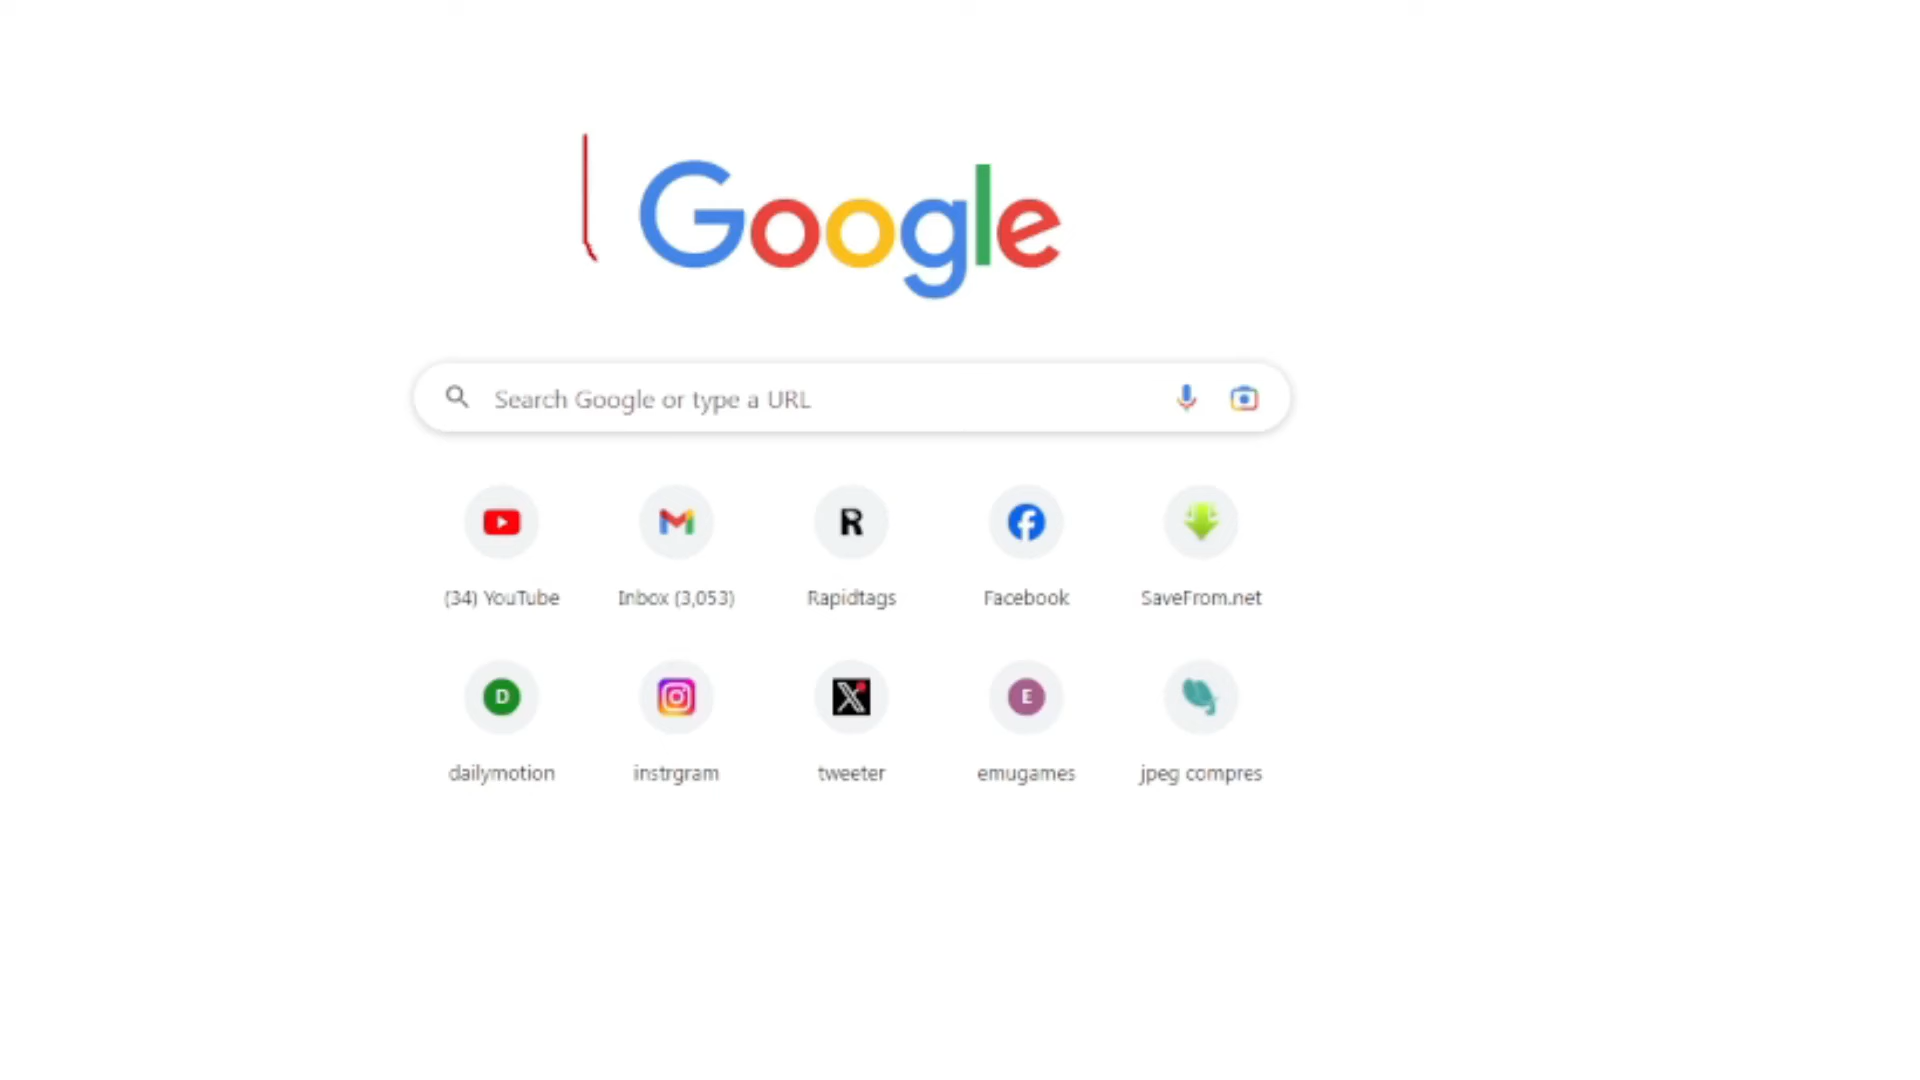 Google
Search Google or type a URL
(34) YouTube
Inbox (3,053)
R
Rapidtags
Facebook
SaveFrom.net
D
dailymotion
instrgram
X
tweeter
E
emugames
jpeg compres